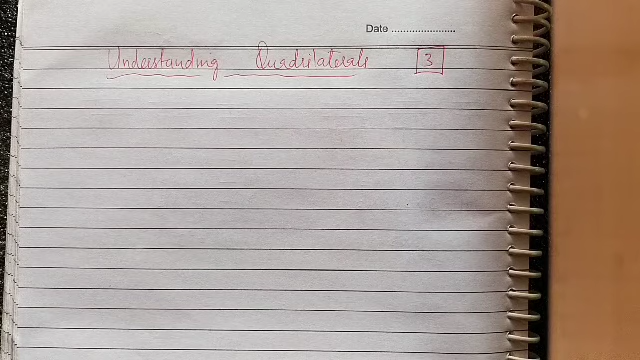 Date ......................
Understanding Quadrilaterals 3